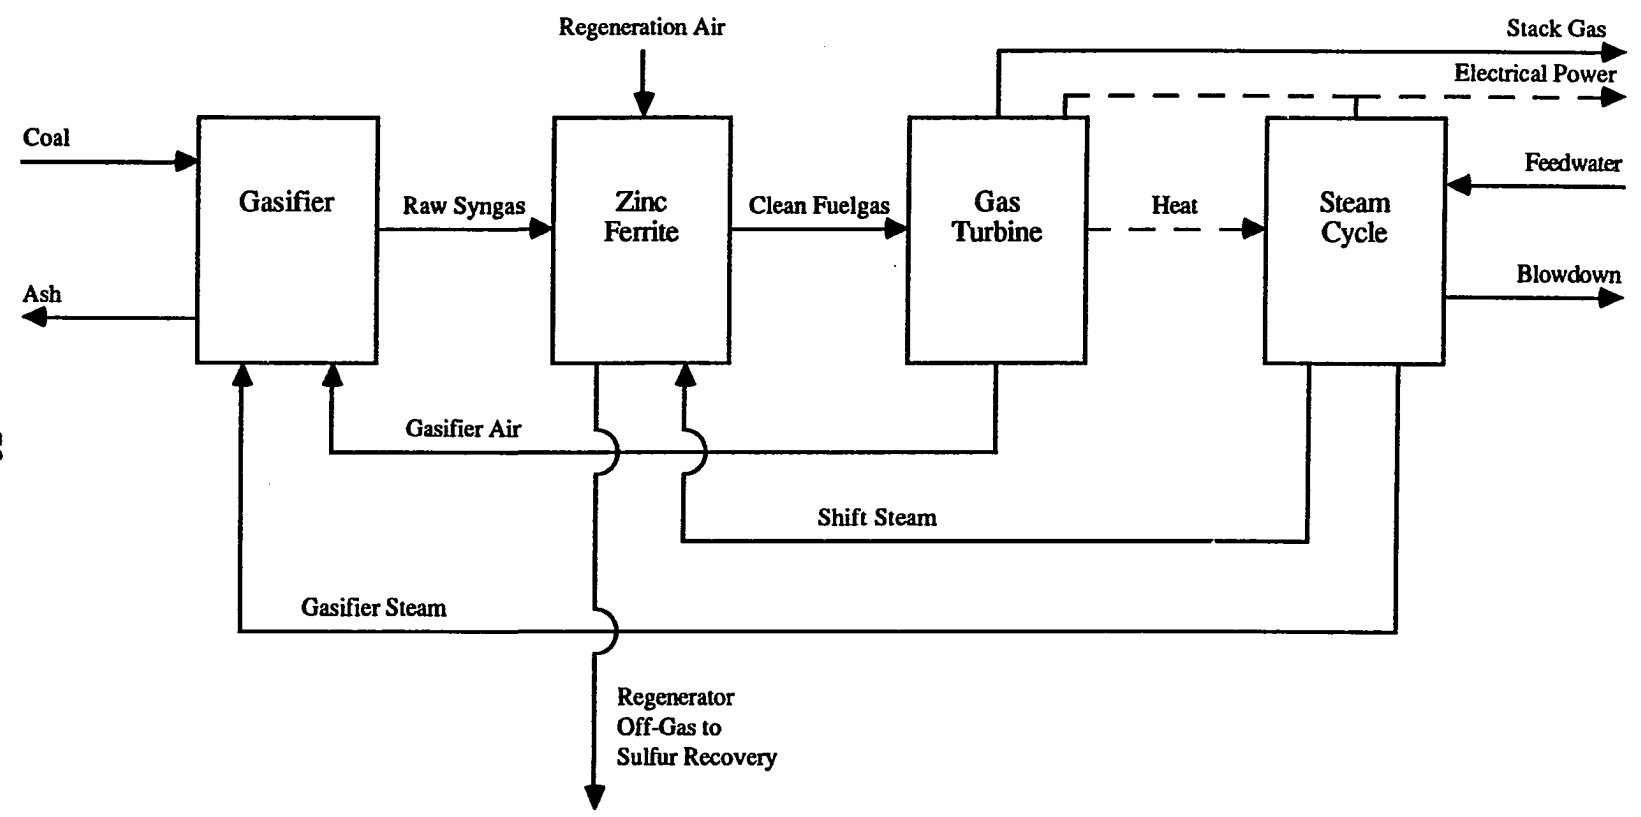 Regeneration Air
Stack Gas
Electrical Power
Coal
Gasifier
Raw Syngas
Zinc
Ferrite
Clean Fuelgas
Gas
Turbine
Heat
Steam
Cycle
Feedwater
Blowdown
Ash
Gasifier Air
Shift Steam
Gasifier Steam
Regenerator
Off-Gas to
Sulfur Recovery